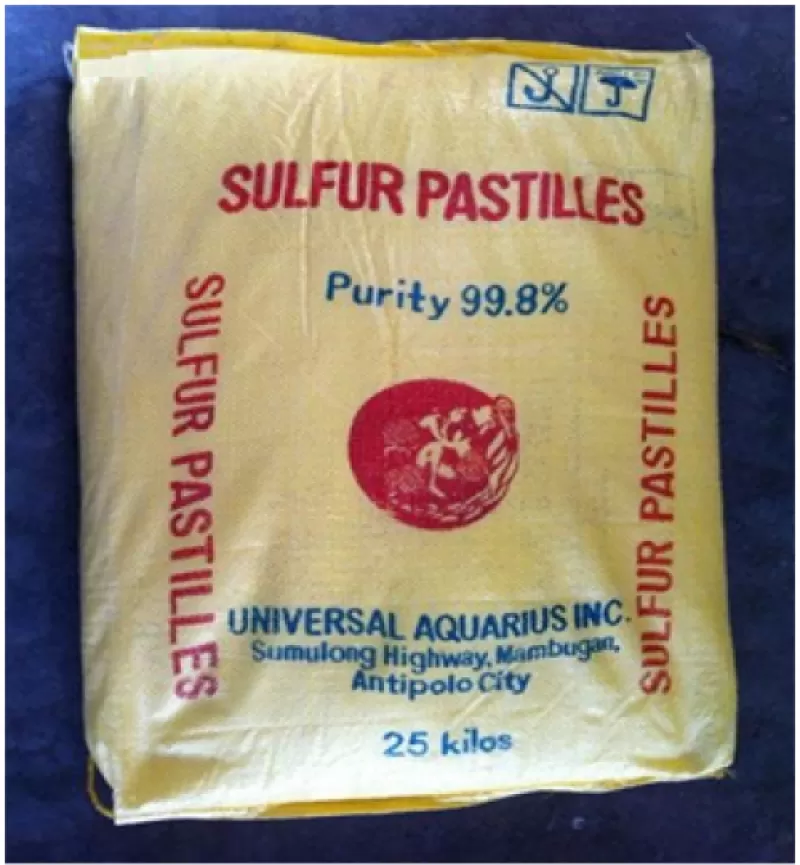 SULFUR PASTILLES
Purity 99.8%
SULFUR PASTILLES
SULFUR PASTILLES
UNIVERSAL AQUARIUS INC.
Sumulong Highway, Mambugan,
Antipolo City
25 kilos